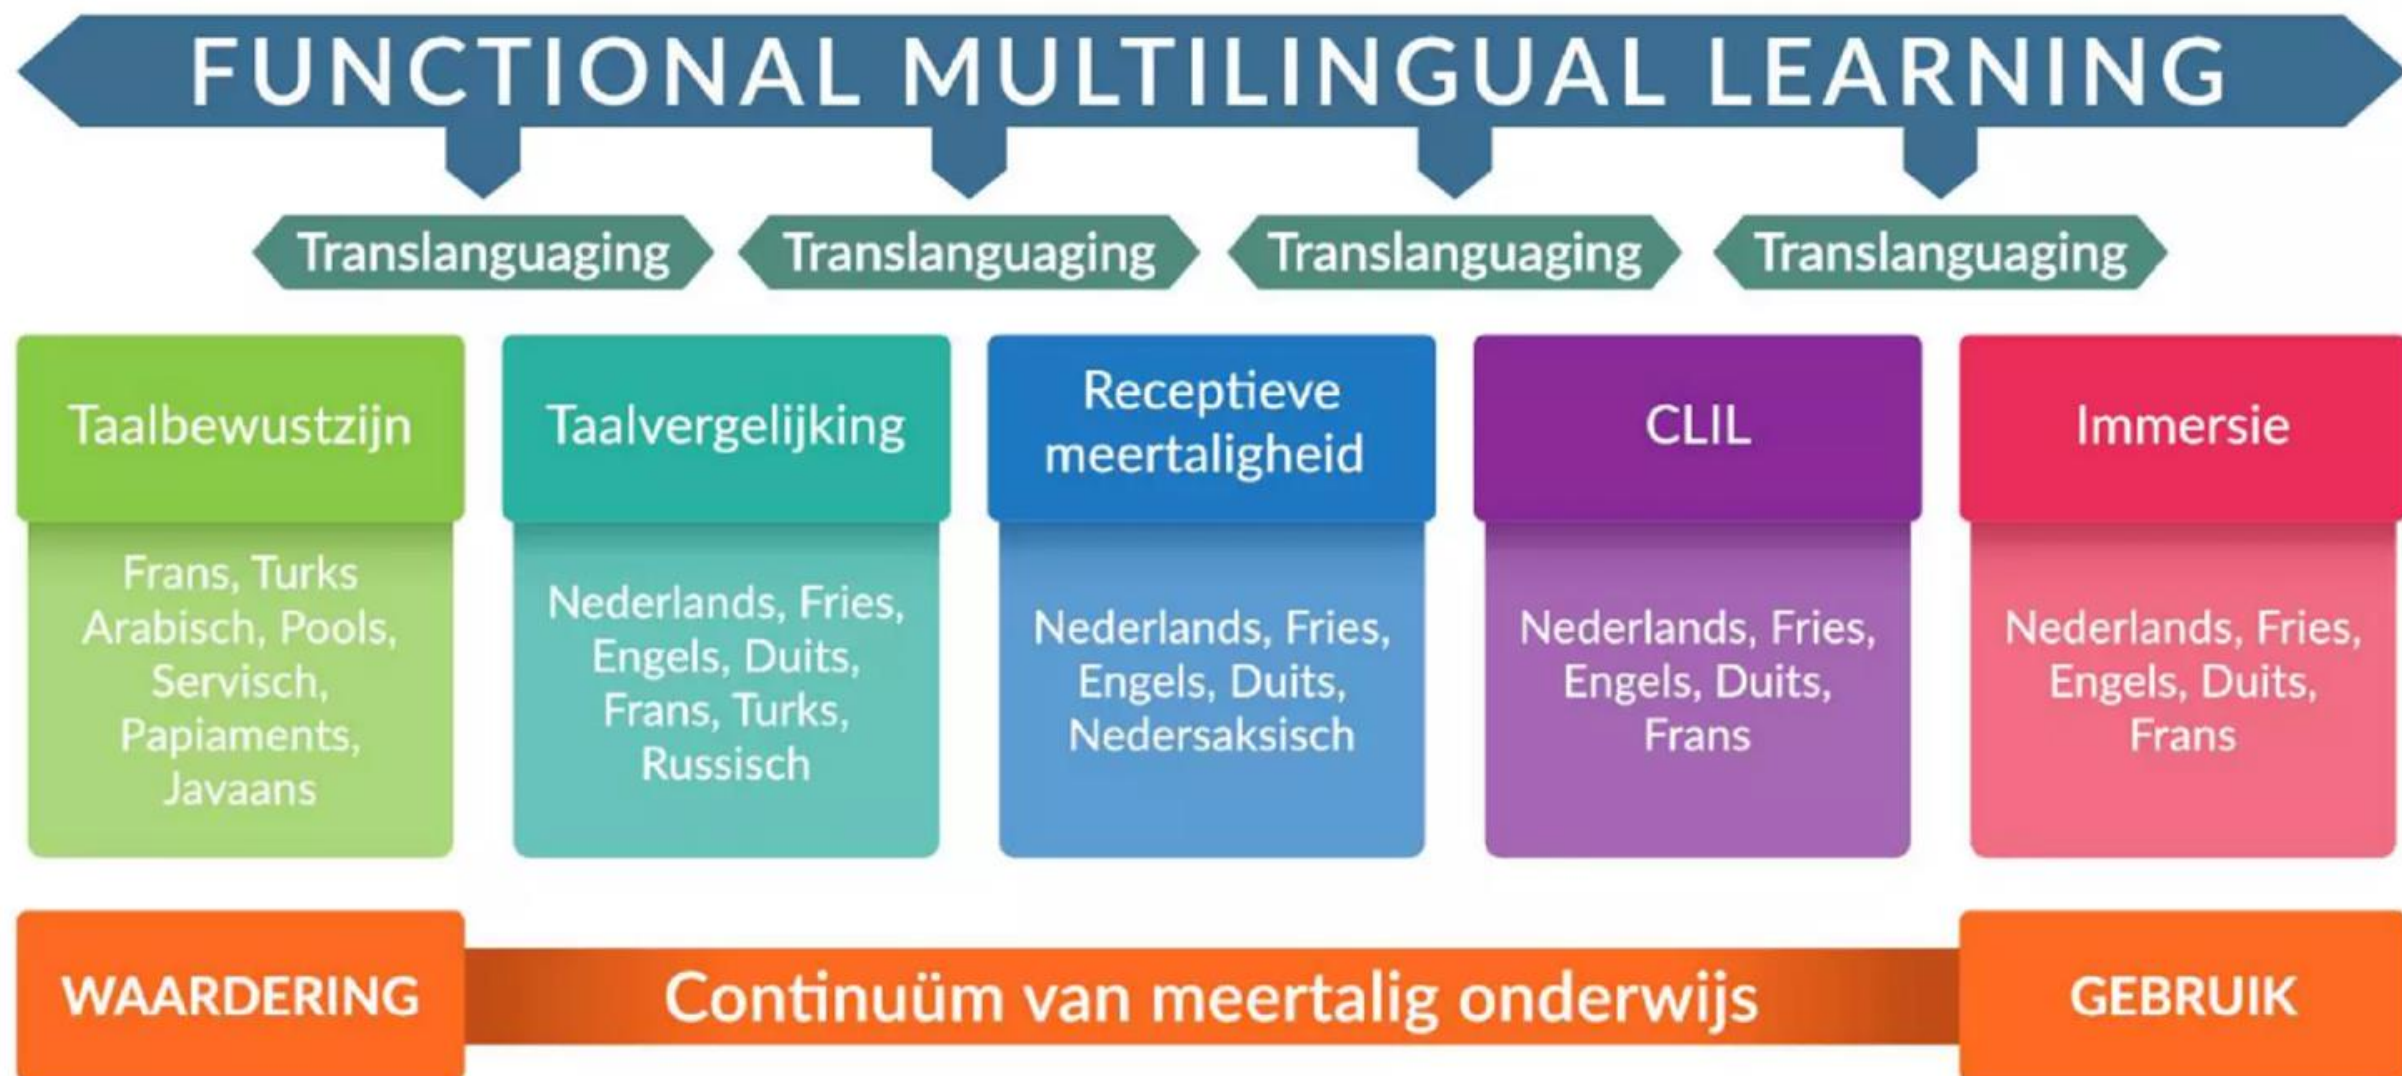 FUNCTIONAL MULTILINGUAL LEARNING
Translanguaging
Translanguaging
Translanguaging
Translanguaging
Taalbewustzijn
Frans, Turks
Arabisch, Pools,
Servisch,
Papiaments,
Javaans
Taalvergelijking
Nederlands, Fries,
Engels, Duits,
Frans, Turks,
Russisch
Receptieve
meertaligheid
Nederlands, Fries,
Engels, Duits,
Nedersaksisch
CLIL
Nederlands, Fries,
Engels, Duits,
Frans
Immersie
Nederlands, Fries,
Engels, Duits,
Frans
WAARDERING
Continuüm van meertalig onderwijs
GEBRUIK